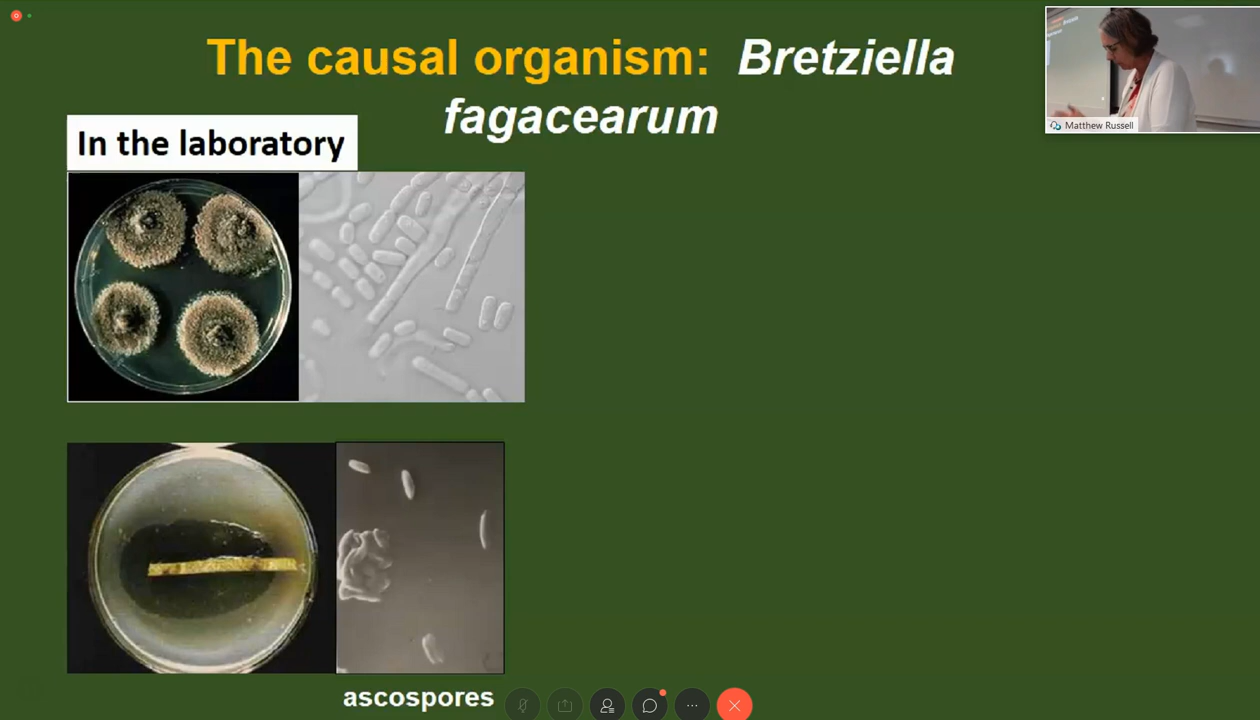 The causal organism: Bretziella
fagacearum
In the laboratory
Matthew Russell
ascospores